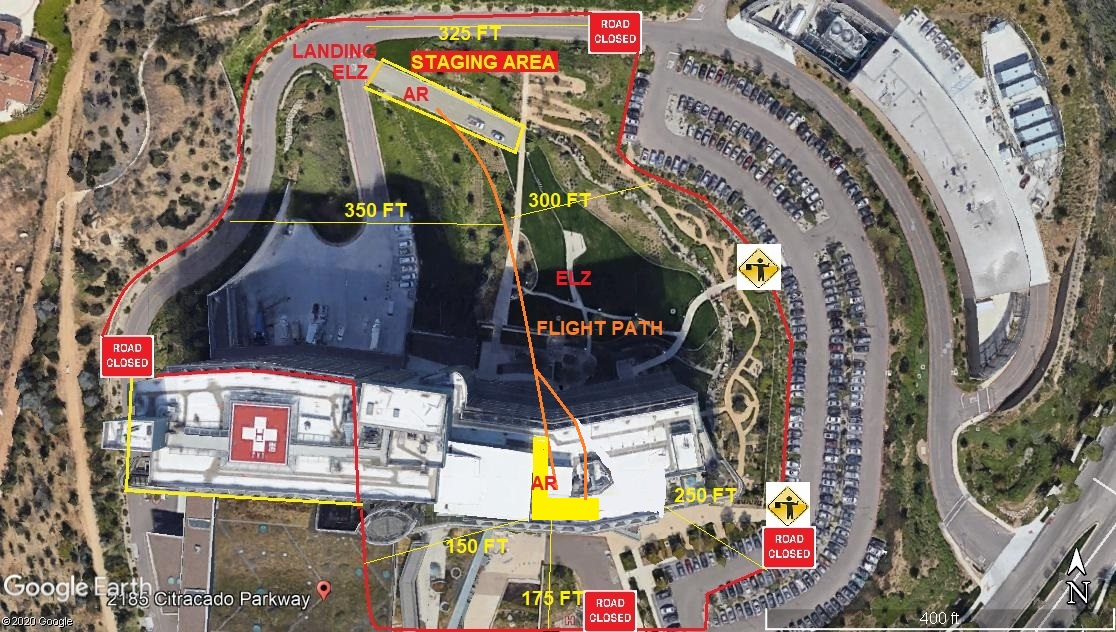 ROAD
CLOSED
325 FT
LANDING
ELZ
STAGING AREA
AR
350 FT
300 FT
ELZ
FLIGHT PATH
ROAD
CLOSED
AR
250 FT
150 FT
ROAD
CLOSED
175 FT
ROAD
CLOSED
H
Google Earth
2185 Citracado Parkway
©2020 Google
400 ft
N